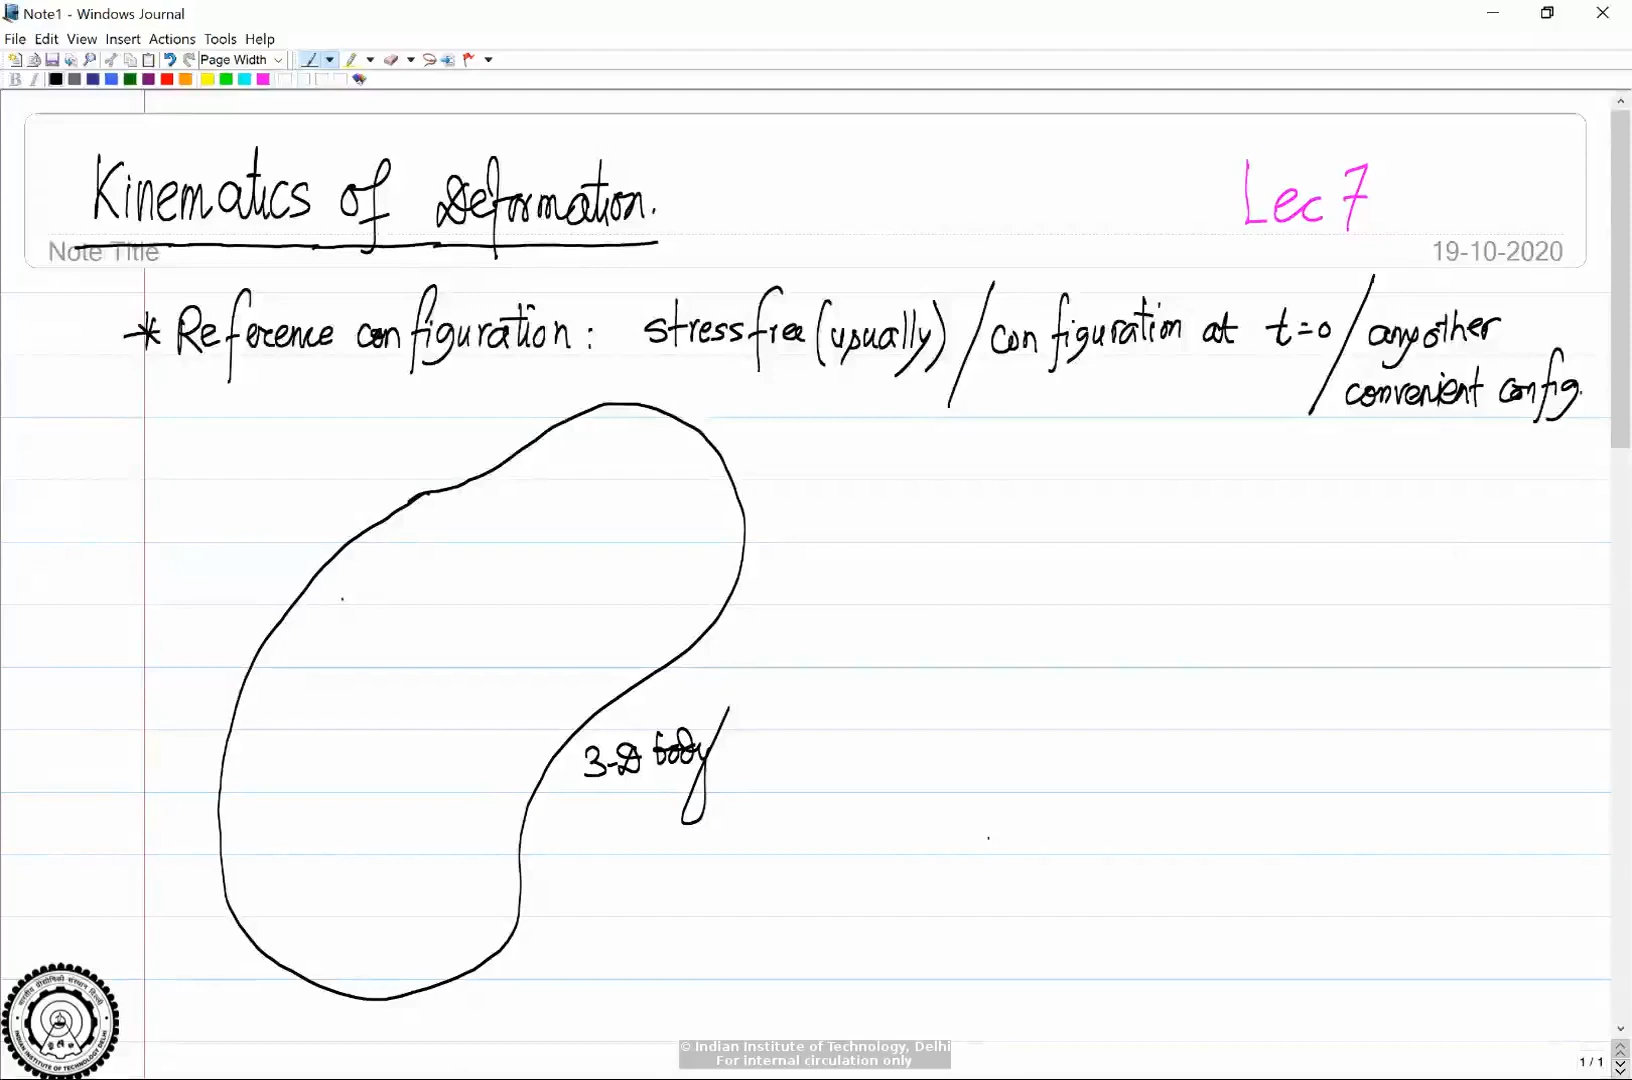 Note1 - Windows Journal
File Edit View Insert Actions Tools Help
Page Width
B I
Kinematics of Deformation.
Lec 7
Note Title
19-10-2020
* Reference configuration: stressfree (usually) / configuration at t=0 / any other
convenient config.
3-D body
© Indian Institute of Technology, Delhi
For internal circulation only
1 / 1